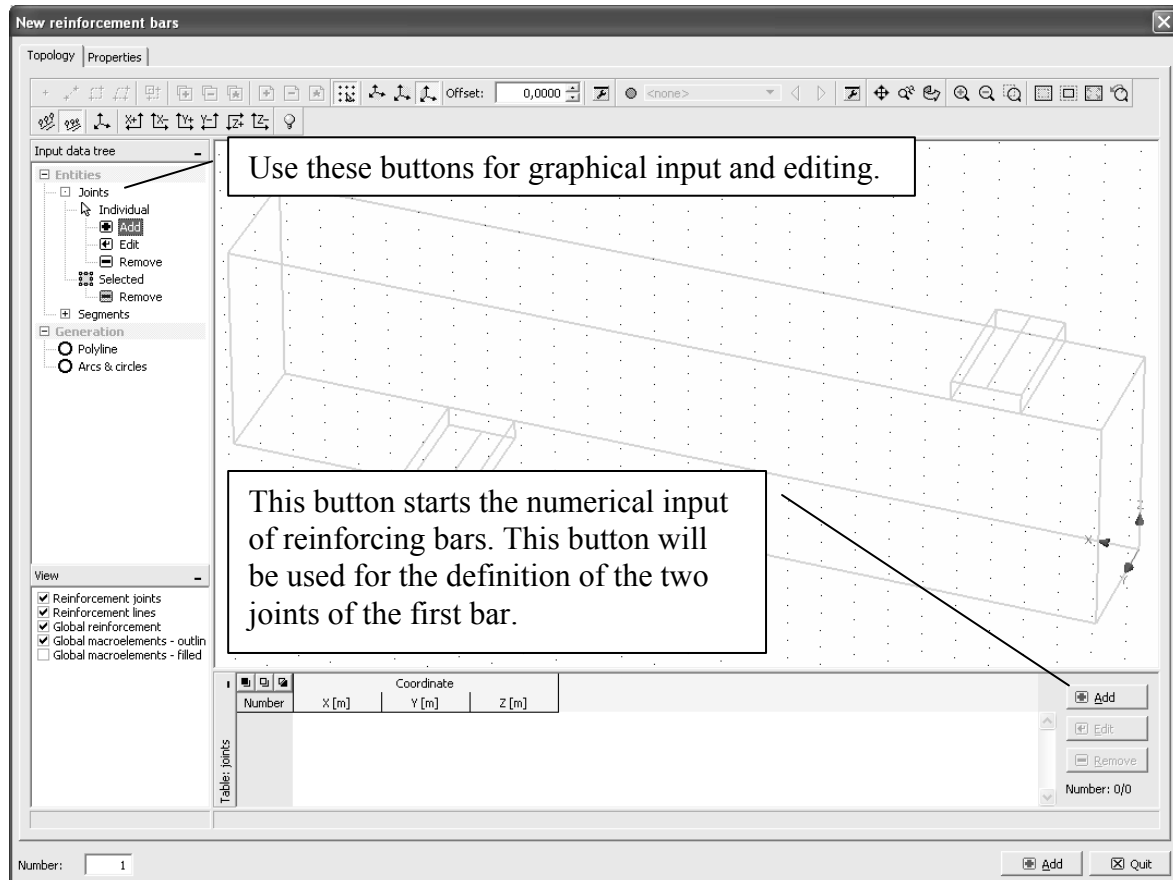 New reinforcement bars
Topology Properties
Offset: 0,0000 <none>
Input data tree
Entities
Joints
Individual
Add
Edit
Remove
Selected
Remove
Segments
Generation
Polyline
Arcs & circles
Use these buttons for graphical input and editing.
This button starts the numerical input
of reinforcing bars. This button will
be used for the definition of the two
joints of the first bar.
Z
X
Y
View
Reinforcement joints
Reinforcement lines
Global reinforcement
Global macroelements - outlin
Global macroelements - filled
Table: joints
Coordinate
Number X [m] Y [m] Z [m]
Add
Edit
Remove
Number: 0/0
Number: 1
Add Quit